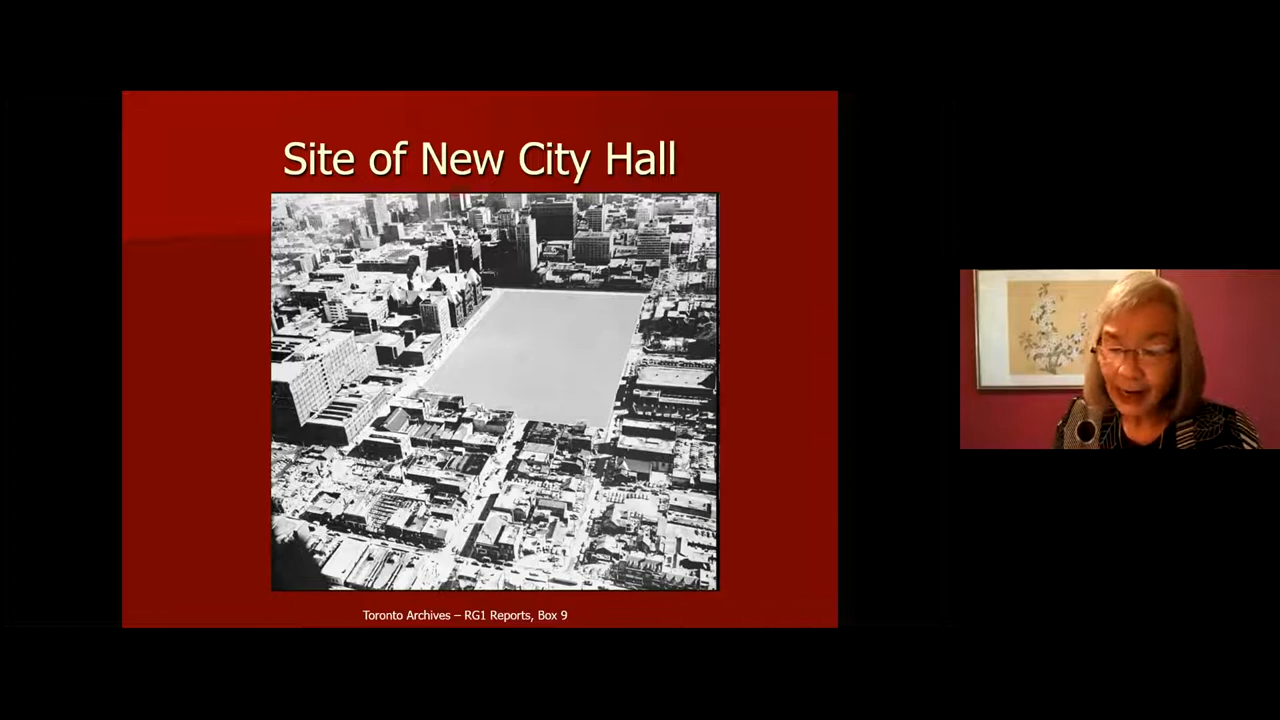 Site of New City Hall
Toronto Archives – RG1 Reports, Box 9